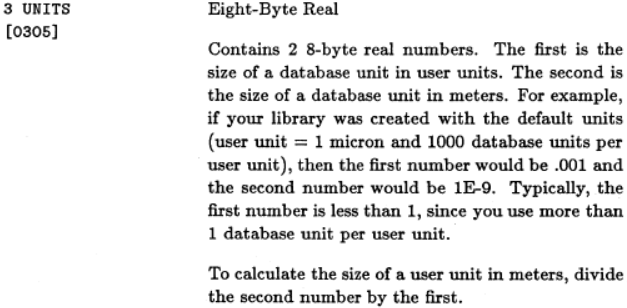 3 UNITS Eight-Byte Real
[0305]
Contains 2 8-byte real numbers. The first is the
size of a database unit in user units. The second is
the size of a database unit in meters. For example,
if your library was created with the default units
(user unit = 1 micron and 1000 database units per
user unit), then the first number would be .001 and
the second number would be 1E-9. Typically, the
first number is less than 1, since you use more than
1 database unit per user unit.
To calculate the size of a user unit in meters, divide
the second number by the first.